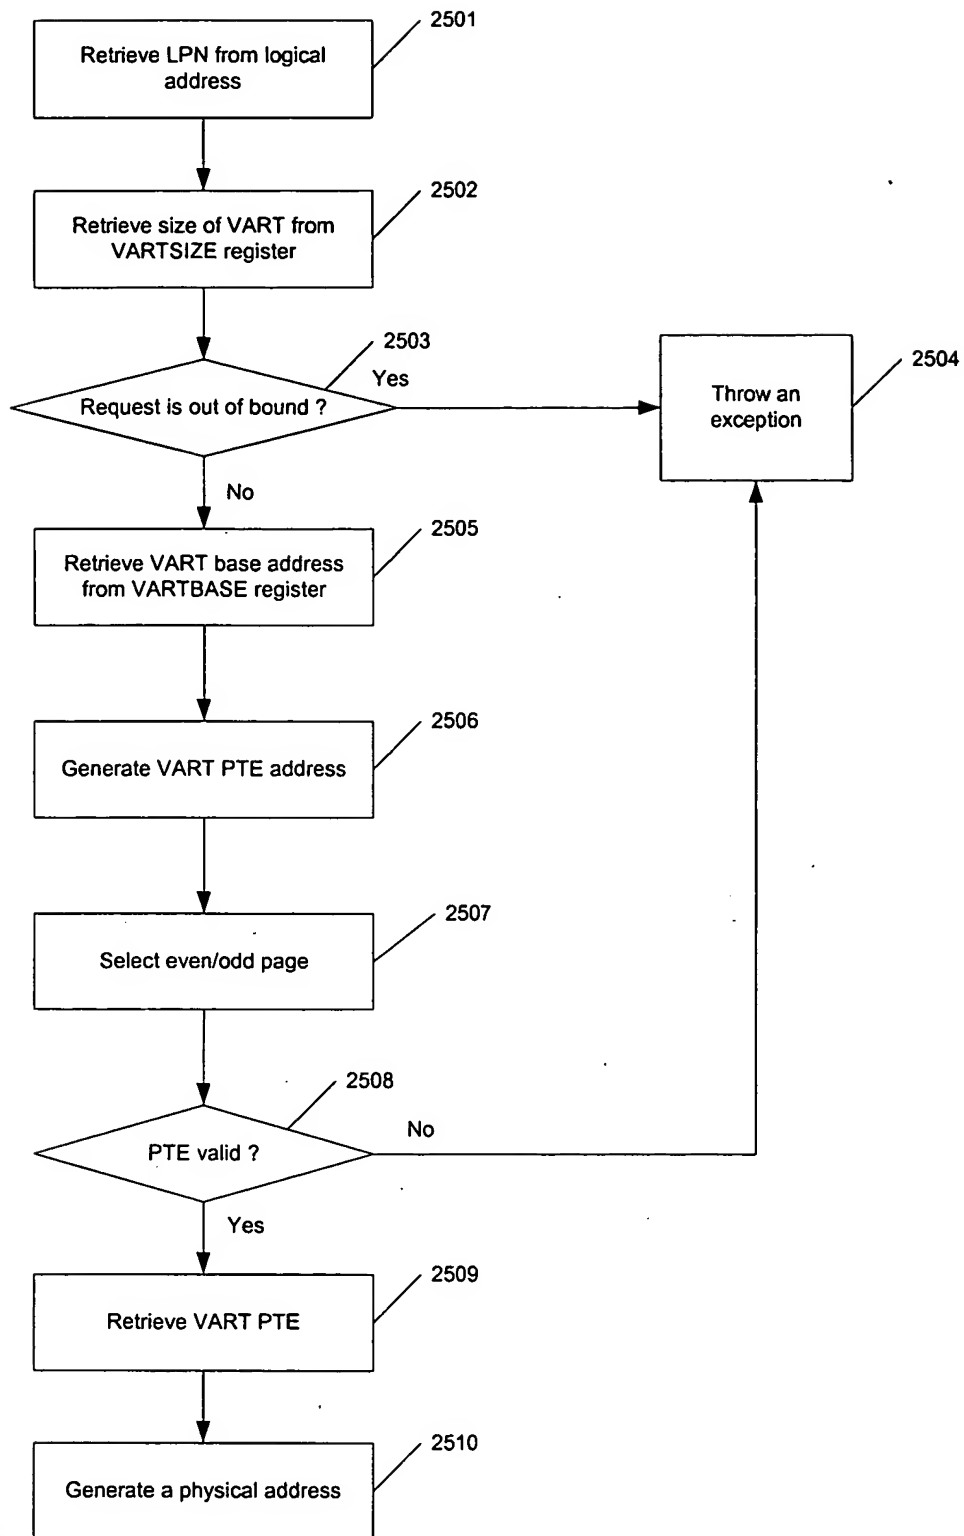 2501
Retrieve LPN from logical
address
2502
Retrieve size of VART from
VARTSIZE register
2503
Yes
Request is out of bound ?
2504
Throw an
exception
No
2505
Retrieve VART base address
from VARTBASE register
2506
Generate VART PTE address
2507
Select even/odd page
2508
No
PTE valid ?
Yes
2509
Retrieve VART PTE
2510
Generate a physical address